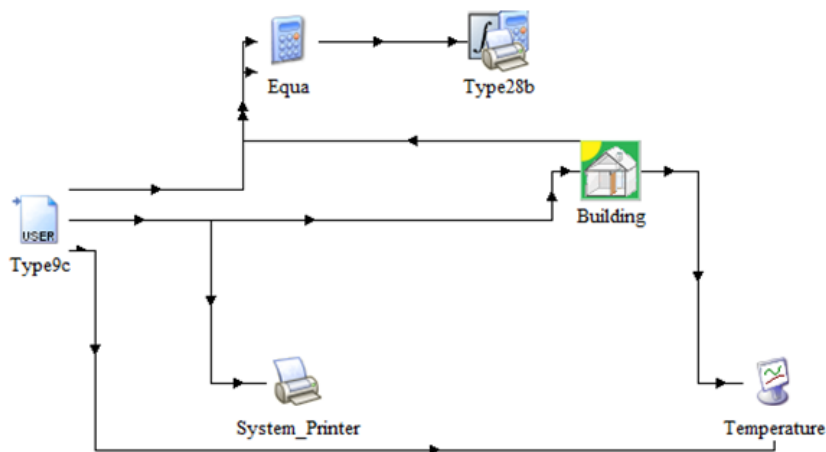 Equa
Type28b
Building
USER
Type9c
System_Printer
Temperature